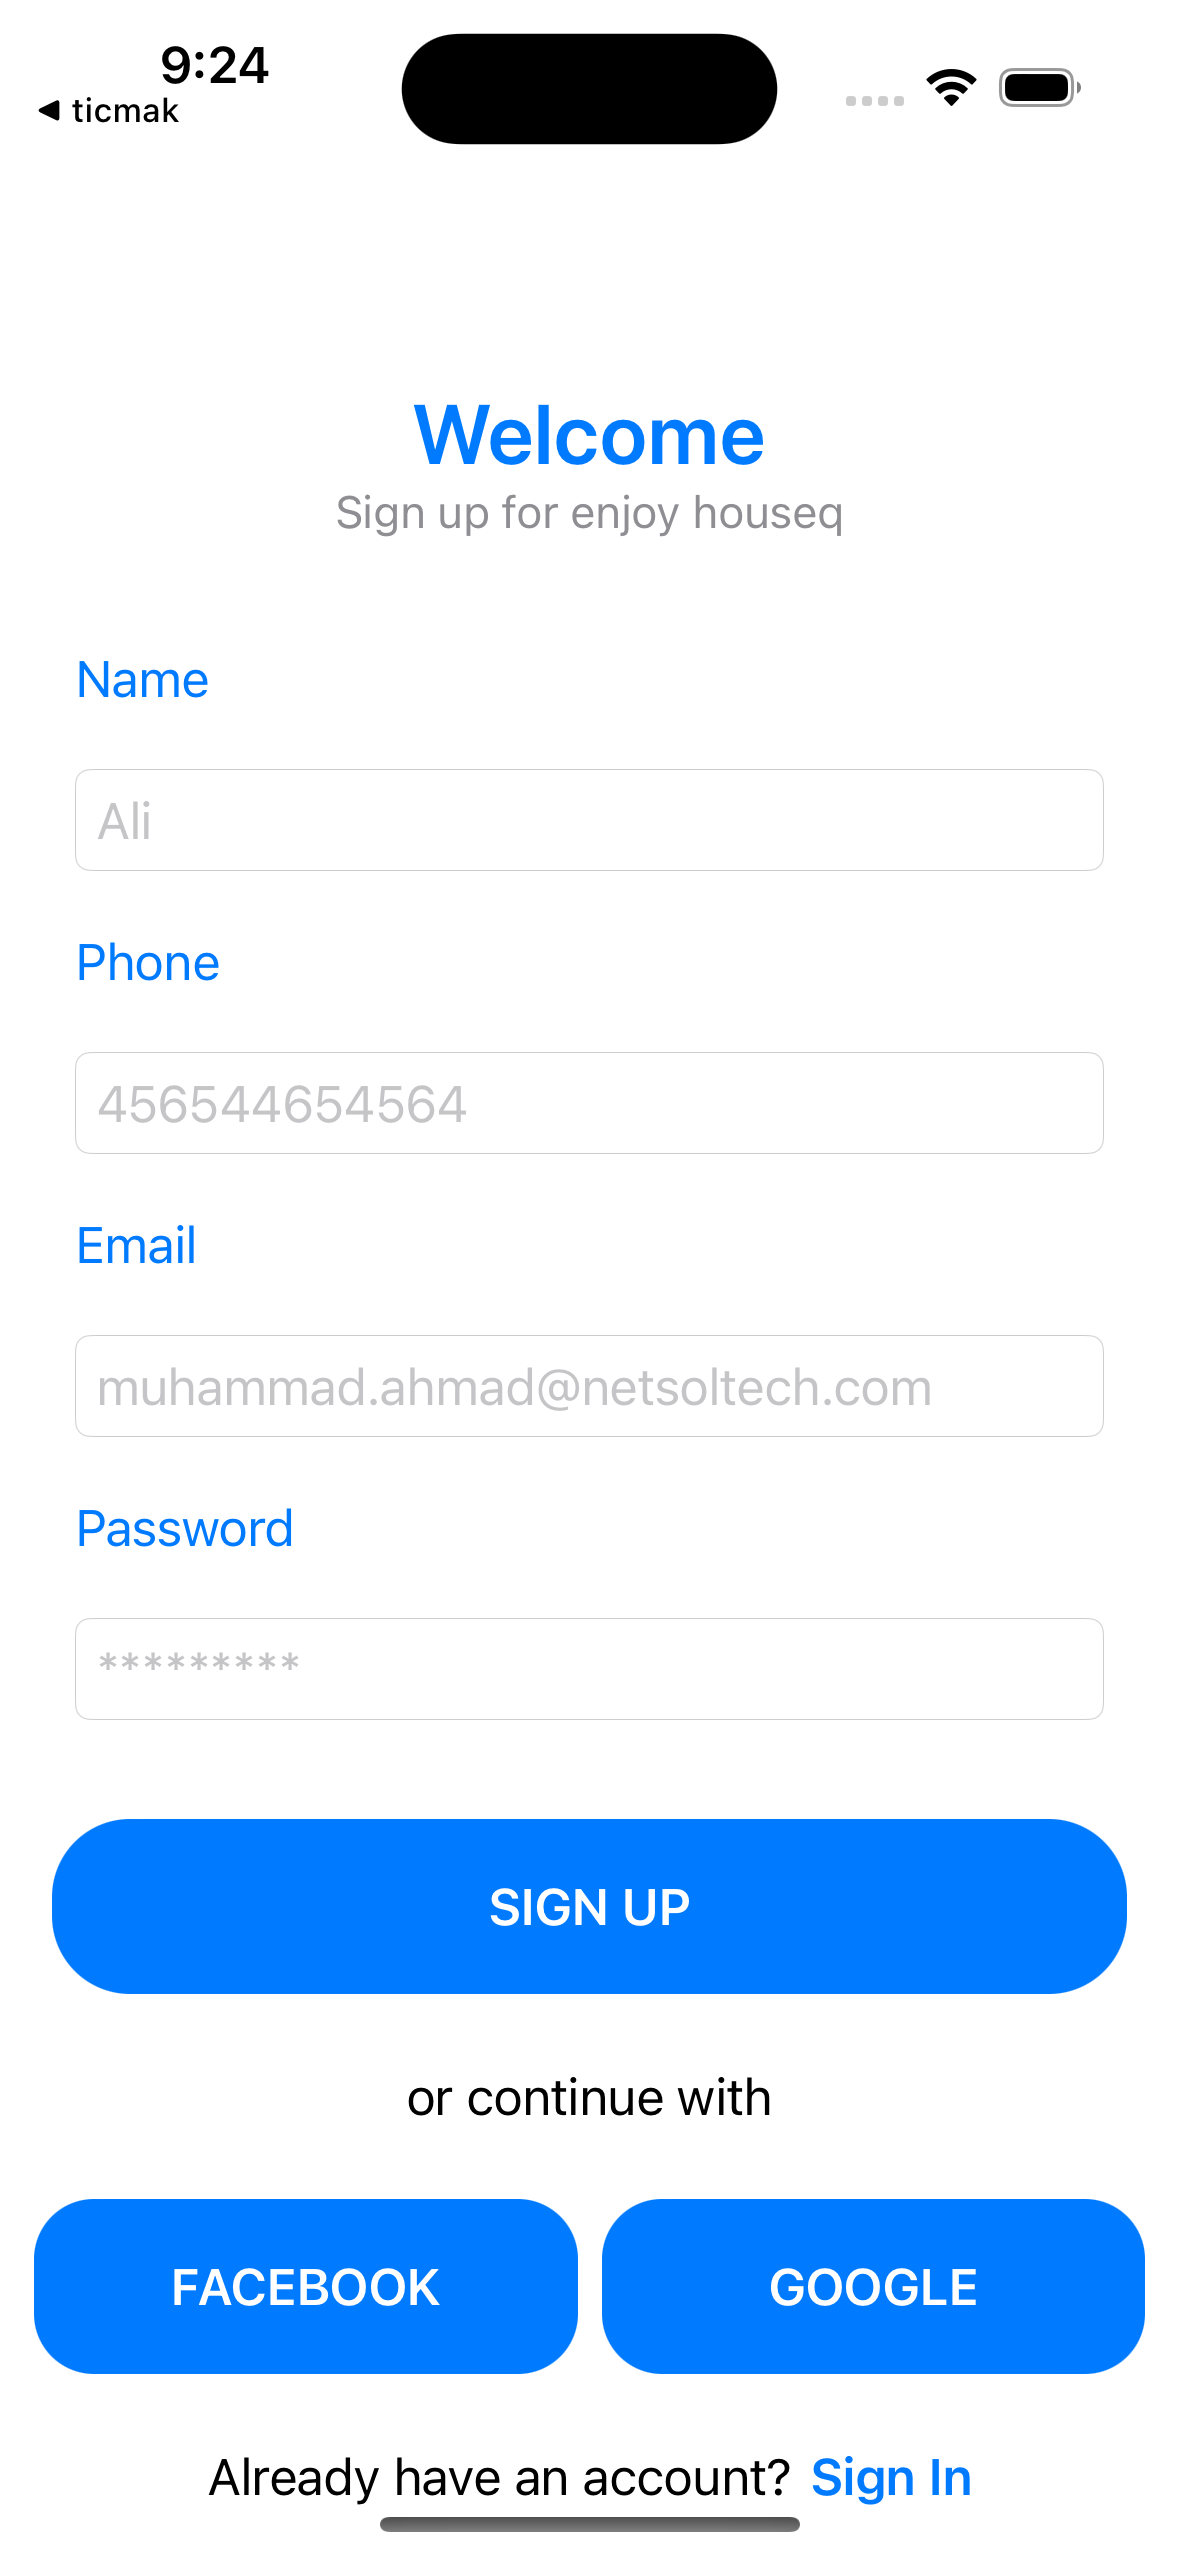 9:24
ticmak
Welcome
Sign up for enjoy houseq
Name
Ali
Phone
456544654564
Email
muhammad.ahmad@netsoltech.com
Password
*********
SIGN UP
or continue with
FACEBOOK GOOGLE
Already have an account? Sign In